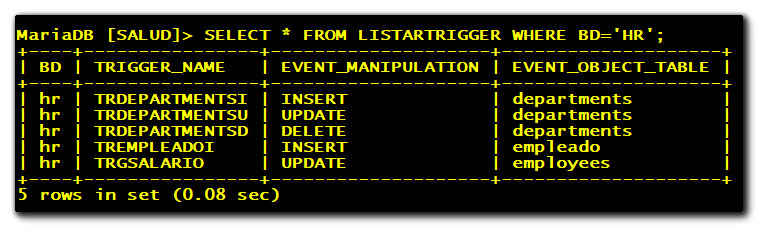 MariaDB [SALUD]> SELECT * FROM LISTARTRIGGER WHERE BD='HR';
+----+----------------+--------------------+--------------------+
| BD | TRIGGER_NAME   | EVENT_MANIPULATION | EVENT_OBJECT_TABLE |
+----+----------------+--------------------+--------------------+
| hr | TRDEPARTMENTSI | INSERT             | departments        |
| hr | TRDEPARTMENTSU | UPDATE             | departments        |
| hr | TRDEPARTMENTSD | DELETE             | departments        |
| hr | TREMPLEADOI    | INSERT             | empleado           |
| hr | TRGSALARIO     | UPDATE             | employees          |
+----+----------------+--------------------+--------------------+
5 rows in set (0.08 sec)